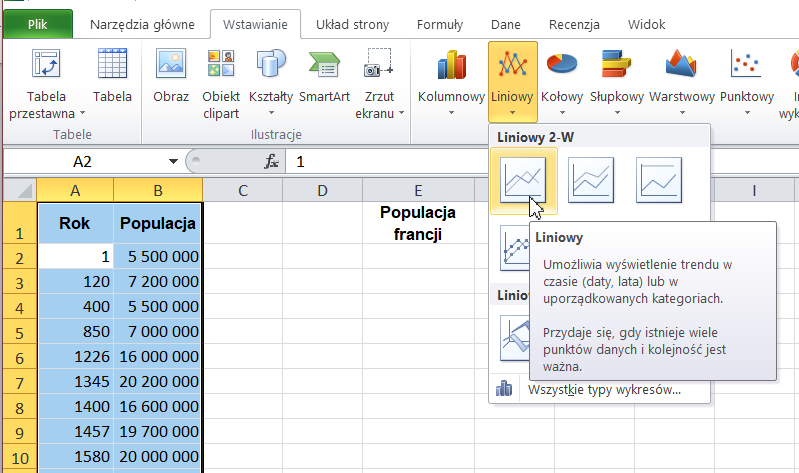 Plik Narzędzia główne Wstawianie Układ strony Formuły Dane Recenzja Widok
Tabela przestawna
Tabela
Obraz
Obiekt clipart
Kształty
SmartArt
Zrzut ekranu
Kolumnowy
Liniowy
Kołowy
Słupkowy
Warstwowy
Punktowy
Tabele
Ilustracje
Liniowy 2-W
A2 fx 1
A B C D E I
1 Rok Populacja Populacja
francji
2 1 5 500 000
3 120 7 200 000
4 400 5 500 000
5 850 7 000 000
6 1226 16 000 000
7 1345 20 200 000
8 1400 16 600 000
9 1457 19 700 000
10 1580 20 000 000
Liniowy
Umożliwia wyświetlenie trendu w
czasie (daty, lata) lub w
uporządkowanych kategoriach.
Przydaje się, gdy istnieje wiele
punktów danych i kolejność jest
ważna.
Wszystkie typy wykresów...